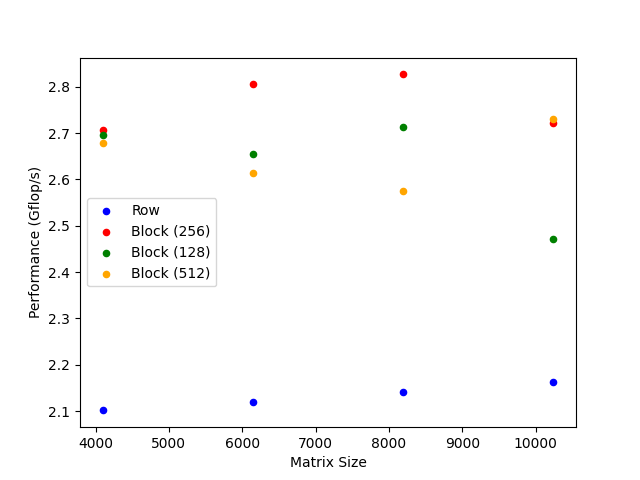 2.8
2.7
2.6
2.5
2.4
2.3
2.2
2.1
Performance (Gflop/s)
Row
Block (256)
Block (128)
Block (512)
4000 5000 6000 7000 8000 9000 10000
Matrix Size